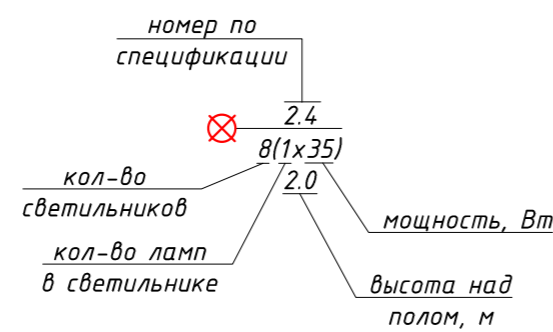 номер по
спецификации
2.4
8(1х35)
2.0
кол-во
светильников
кол-во ламп
в светильнике
мощность, Вт
высота над
полом, м